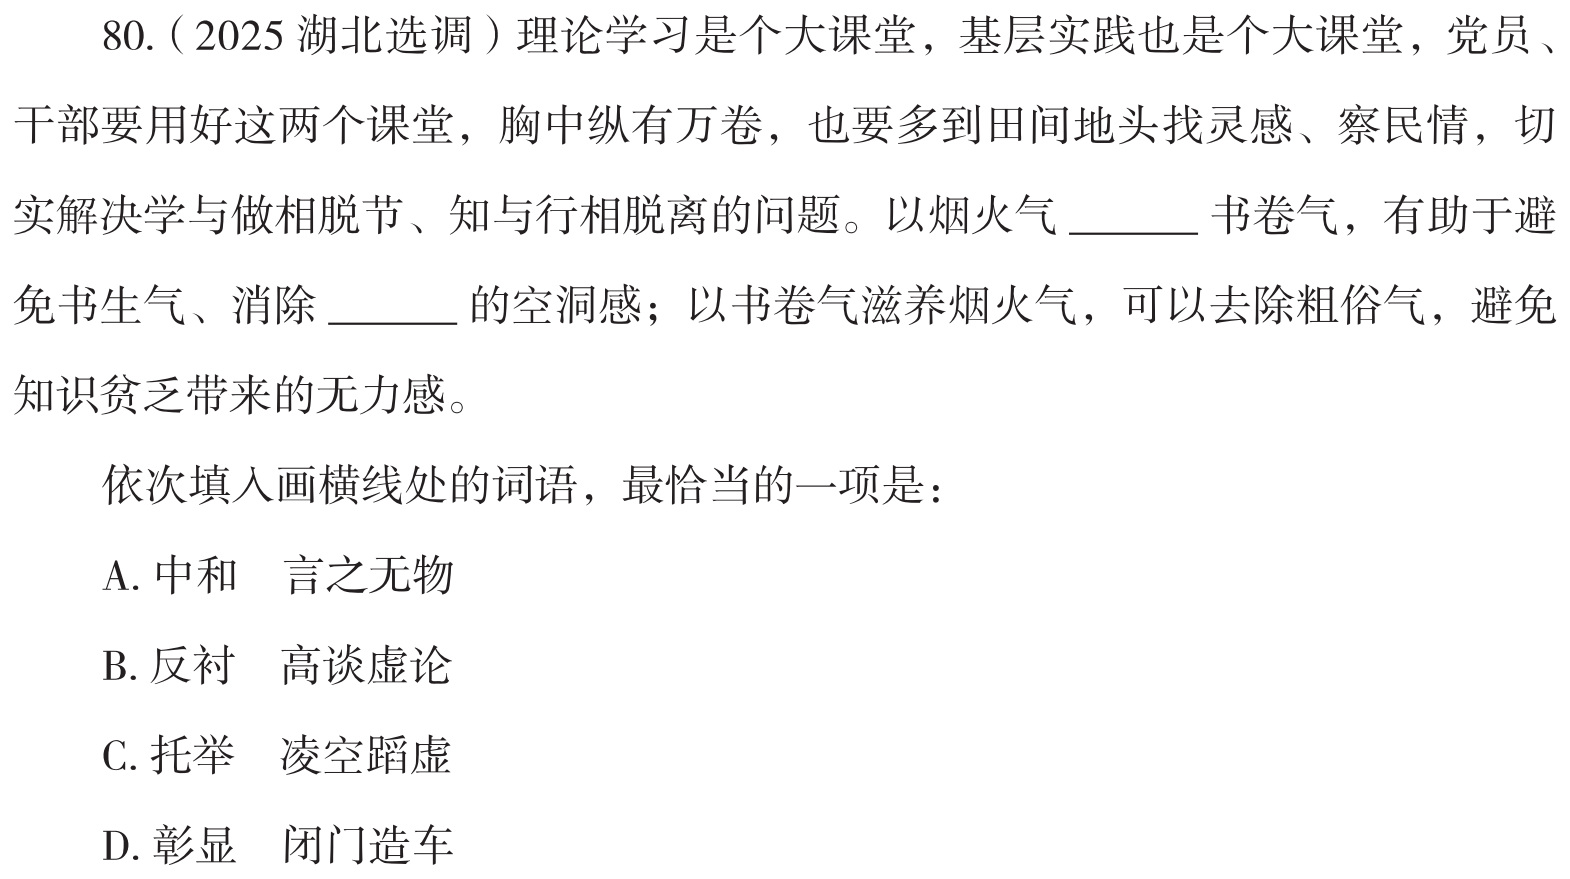 80.（2025 湖北选调）理论学习是个大课堂，基层实践也是个大课堂，党员、
干部要用好这两个课堂，胸中纵有万卷，也要多到田间地头找灵感、察民情，切
实解决学与做相脱节、知与行相脱离的问题。以烟火气 ______ 书卷气，有助于避
免书生气、消除 ______ 的空洞感；以书卷气滋养烟火气，可以去除粗俗气，避免
知识贫乏带来的无力感。
依次填入画横线处的词语，最恰当的一项是：
A. 中和　言之无物
B. 反衬　高谈虚论
C. 托举　凌空蹈虚
D. 彰显　闭门造车